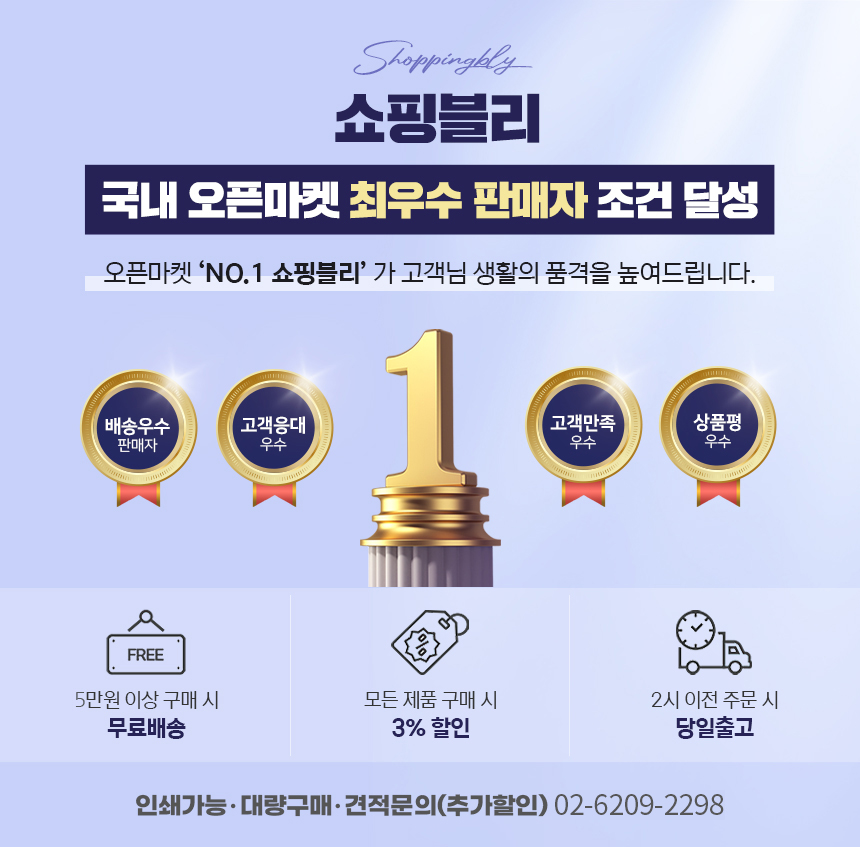 Shoppingbly
쇼핑블리
국내 오픈마켓 최우수 판매자 조건 달성
오픈마켓 ‘NO.1 쇼핑블리’ 가 고객님 생활의 품격을 높여드립니다.
1
배송우수
판매자
고객응대
우수
고객만족
우수
상품평
우수
FREE
5만원 이상 구매 시
무료배송
%
모든 제품 구매 시
3% 할인
2시 이전 주문 시
당일출고
인쇄가능·대량구매·견적문의(추가할인) 02-6209-2298